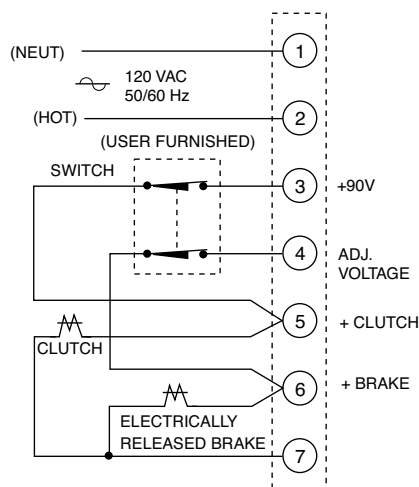 (NEUT)
1
120 VAC
50/60 Hz
(HOT)
2
(USER FURNISHED)
SWITCH
3 +90V
4 ADJ.
VOLTAGE
5 + CLUTCH
CLUTCH
6 + BRAKE
ELECTRICALLY
RELEASED BRAKE
7